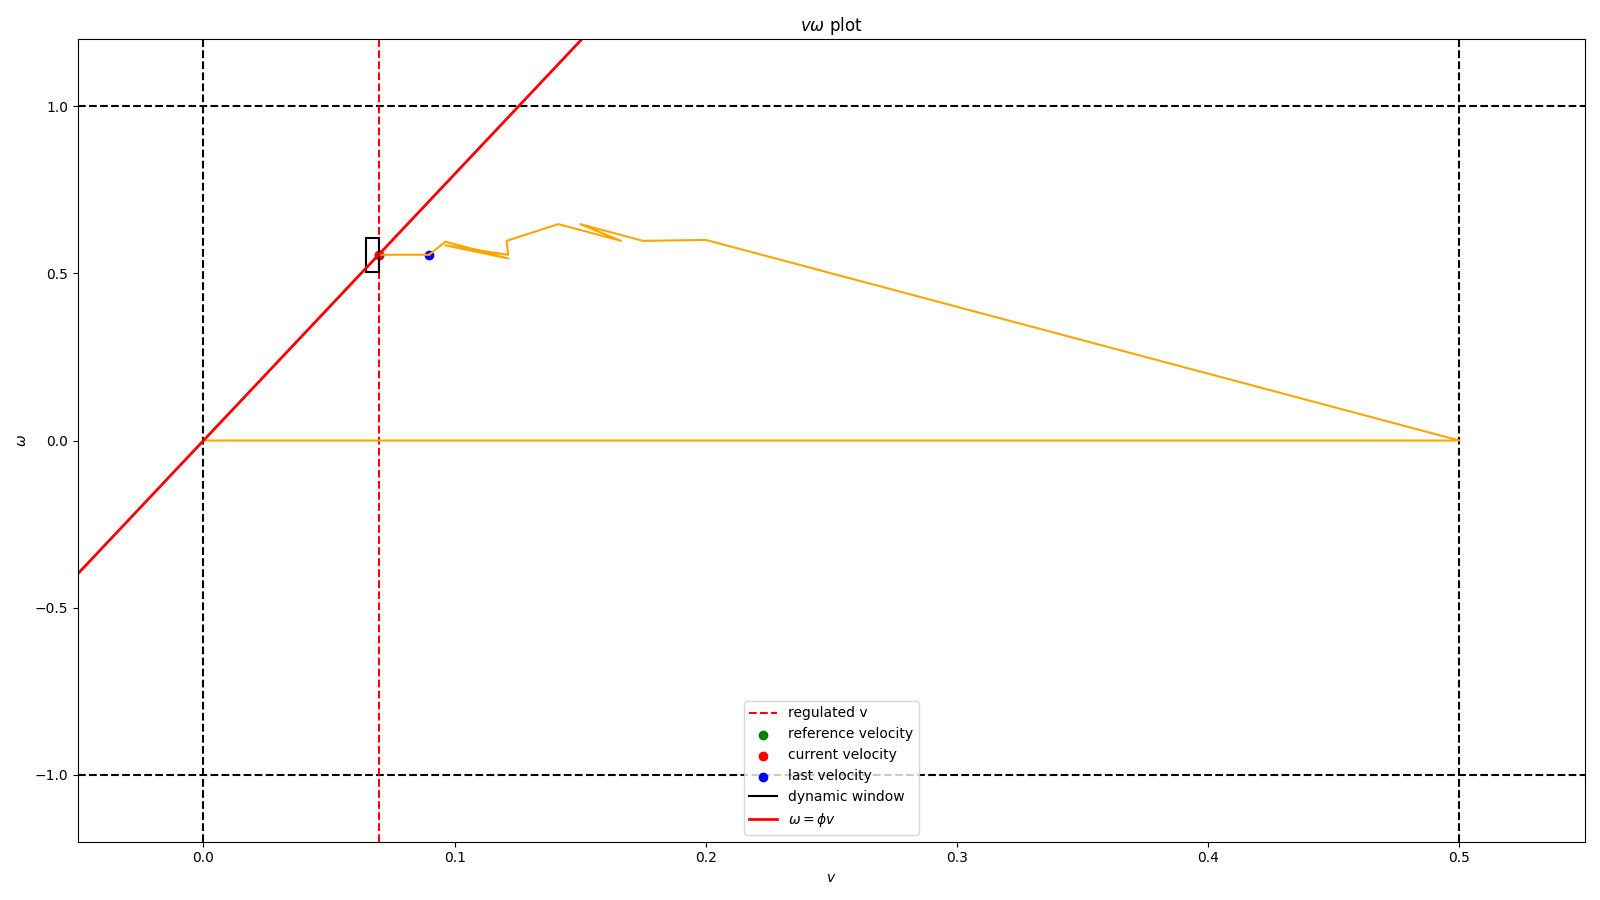 vω plot
1.0
0.5
0.0
−0.5
−1.0
ω
0.0
0.1
0.2
0.3
0.4
0.5
v
regulated v
reference velocity
current velocity
last velocity
dynamic window
ω = ϕv